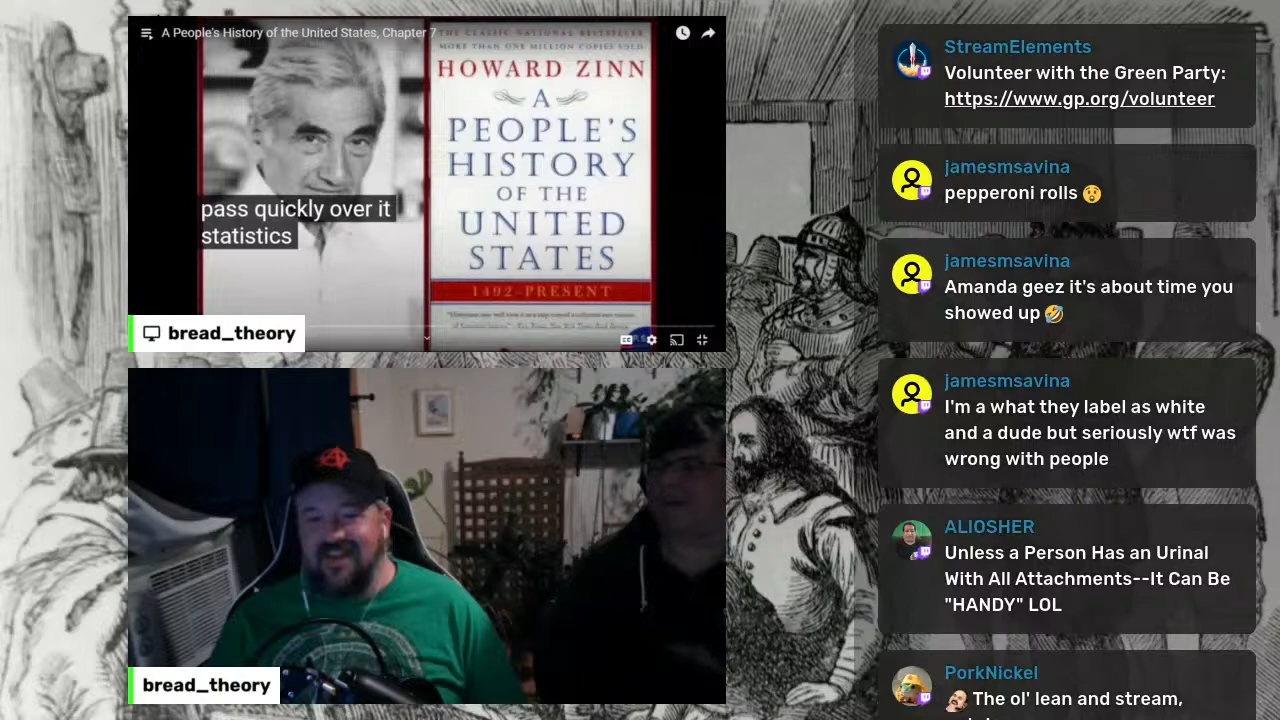 A People's History of the United States, Chapter 7
THE CLASSIC NATIONAL BESTSELLER
MORE THAN ONE MILLION COPIES SOLD
HOWARD ZINN
A
PEOPLE'S
HISTORY
OF THE
UNITED
STATES
1492–PRESENT
pass quickly over it
statistics
bread_theory
bread_theory
StreamElements
Volunteer with the Green Party:
https://www.gp.org/volunteer
jamesmsavina
pepperoni rolls 😲
jamesmsavina
Amanda geez it's about time you
showed up 🤣
jamesmsavina
I'm a what they label as white
and a dude but seriously wtf was
wrong with people
ALIOSHER
Unless a Person Has an Urinal
With All Attachments--It Can Be
"HANDY" LOL
PorkNickel
The ol' lean and stream,